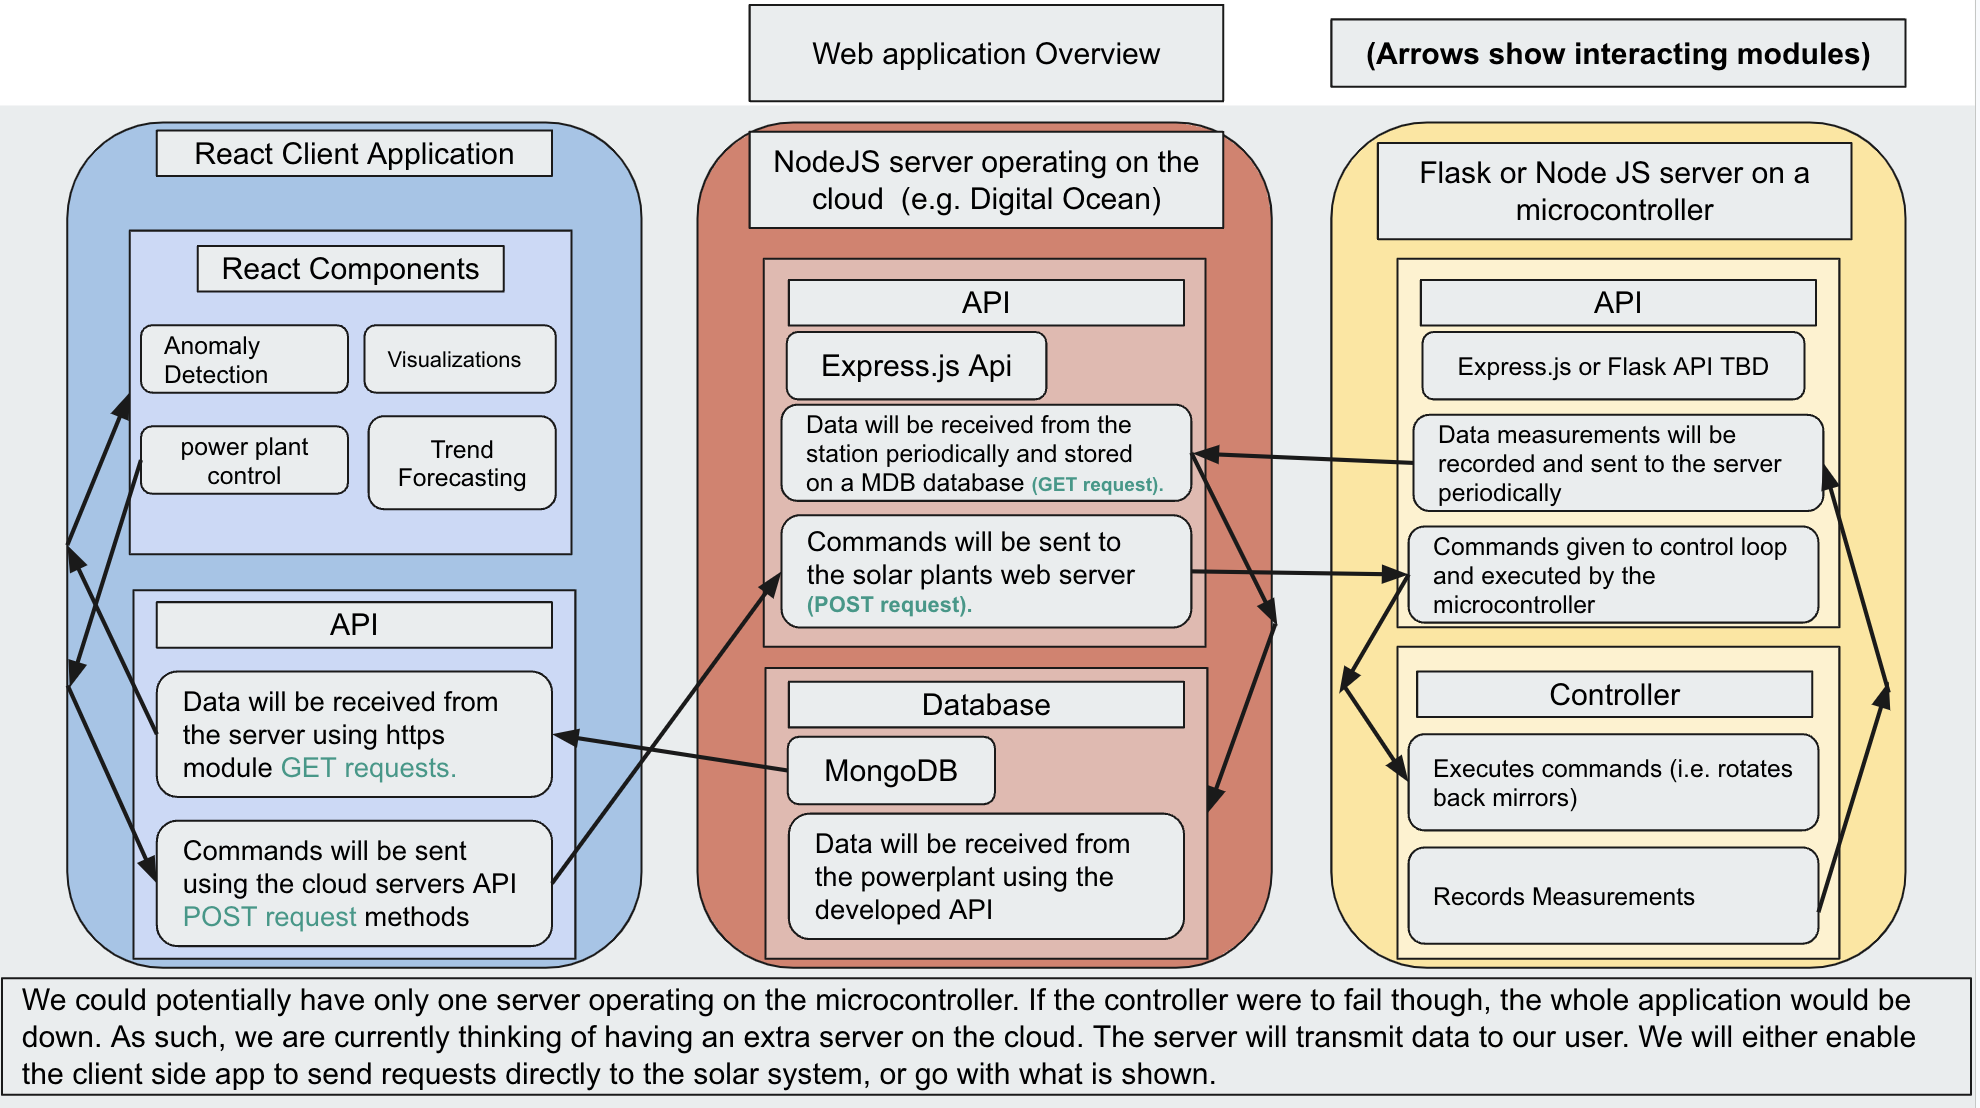 Web application Overview
(Arrows show interacting modules)
React Client Application
React Components
Anomaly
Detection
Visualizations
power plant
control
Trend
Forecasting
API
Data will be received from
the server using https
module GET requests.
Commands will be sent
using the cloud servers API
POST request methods
NodeJS server operating on the
cloud (e.g. Digital Ocean)
API
Express.js Api
Data will be received from the
station periodically and stored
on a MDB database (GET request).
Commands will be sent to
the solar plants web server
(POST request).
Database
MongoDB
Data will be received from
the powerplant using the
developed API
Flask or Node JS server on a
microcontroller
API
Express.js or Flask API TBD
Data measurements will be
recorded and sent to the server
periodically
Commands given to control loop
and executed by the
microcontroller
Controller
Executes commands (i.e. rotates
back mirrors)
Records Measurements
We could potentially have only one server operating on the microcontroller. If the controller were to fail though, the whole application would be
down. As such, we are currently thinking of having an extra server on the cloud. The server will transmit data to our user. We will either enable
the client side app to send requests directly to the solar system, or go with what is shown.